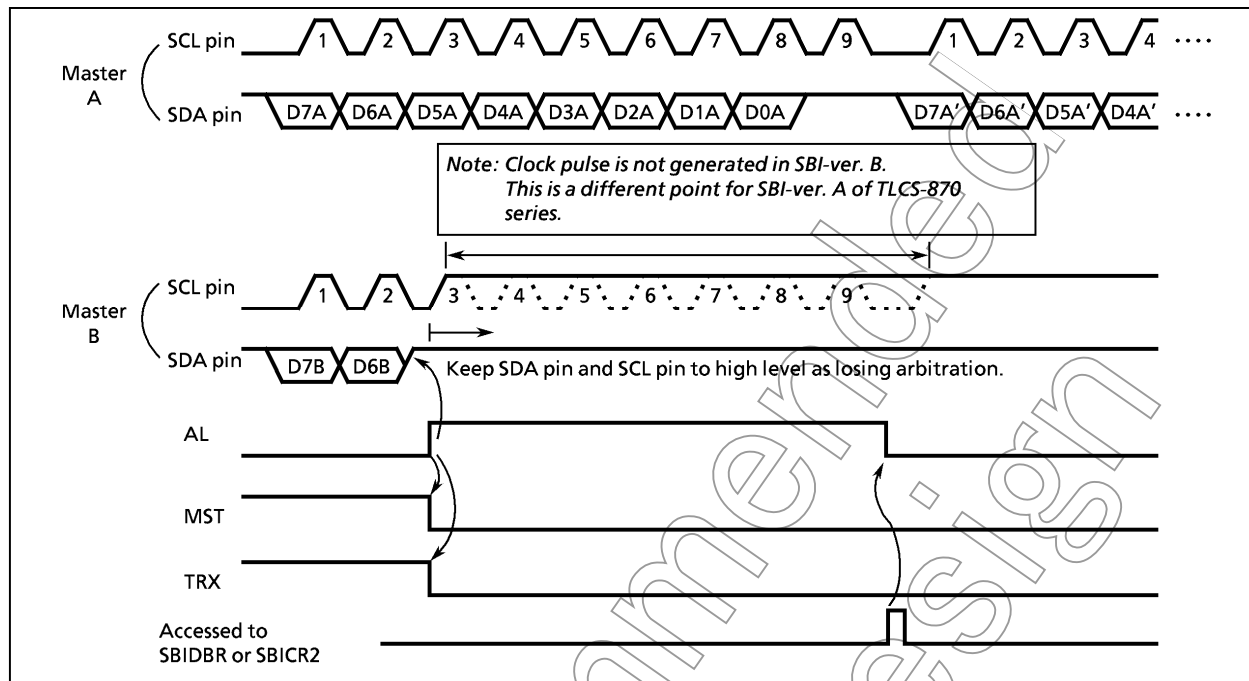 SCL pin
1 2 3 4 5 6 7 8 9 1 2 3 4 ····
Master
A
SDA pin
D7A D6A D5A D4A D3A D2A D1A D0A D7A′ D6A′ D5A′ D4A′ ····
Note: Clock pulse is not generated in SBI-ver. B.
This is a different point for SBI-ver. A of TLCS-870
series.
SCL pin
1 2 3 4 5 6 7 8 9
Master
B
SDA pin
D7B D6B
Keep SDA pin and SCL pin to high level as losing arbitration.
AL
MST
TRX
Accessed to
SBIDBR or SBICR2
mmended
esign